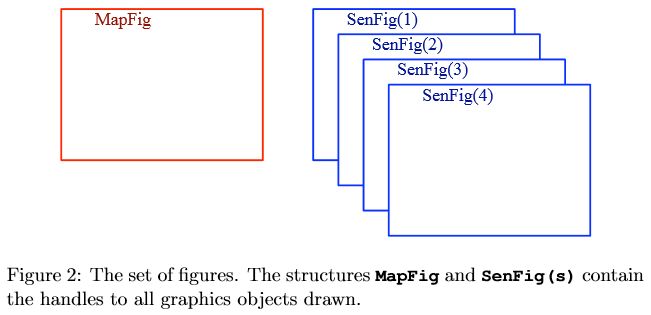 MapFig
SenFig(1)
SenFig(2)
SenFig(3)
SenFig(4)
Figure 2: The set of figures. The structures MapFig and SenFig(s) contain
the handles to all graphics objects drawn.